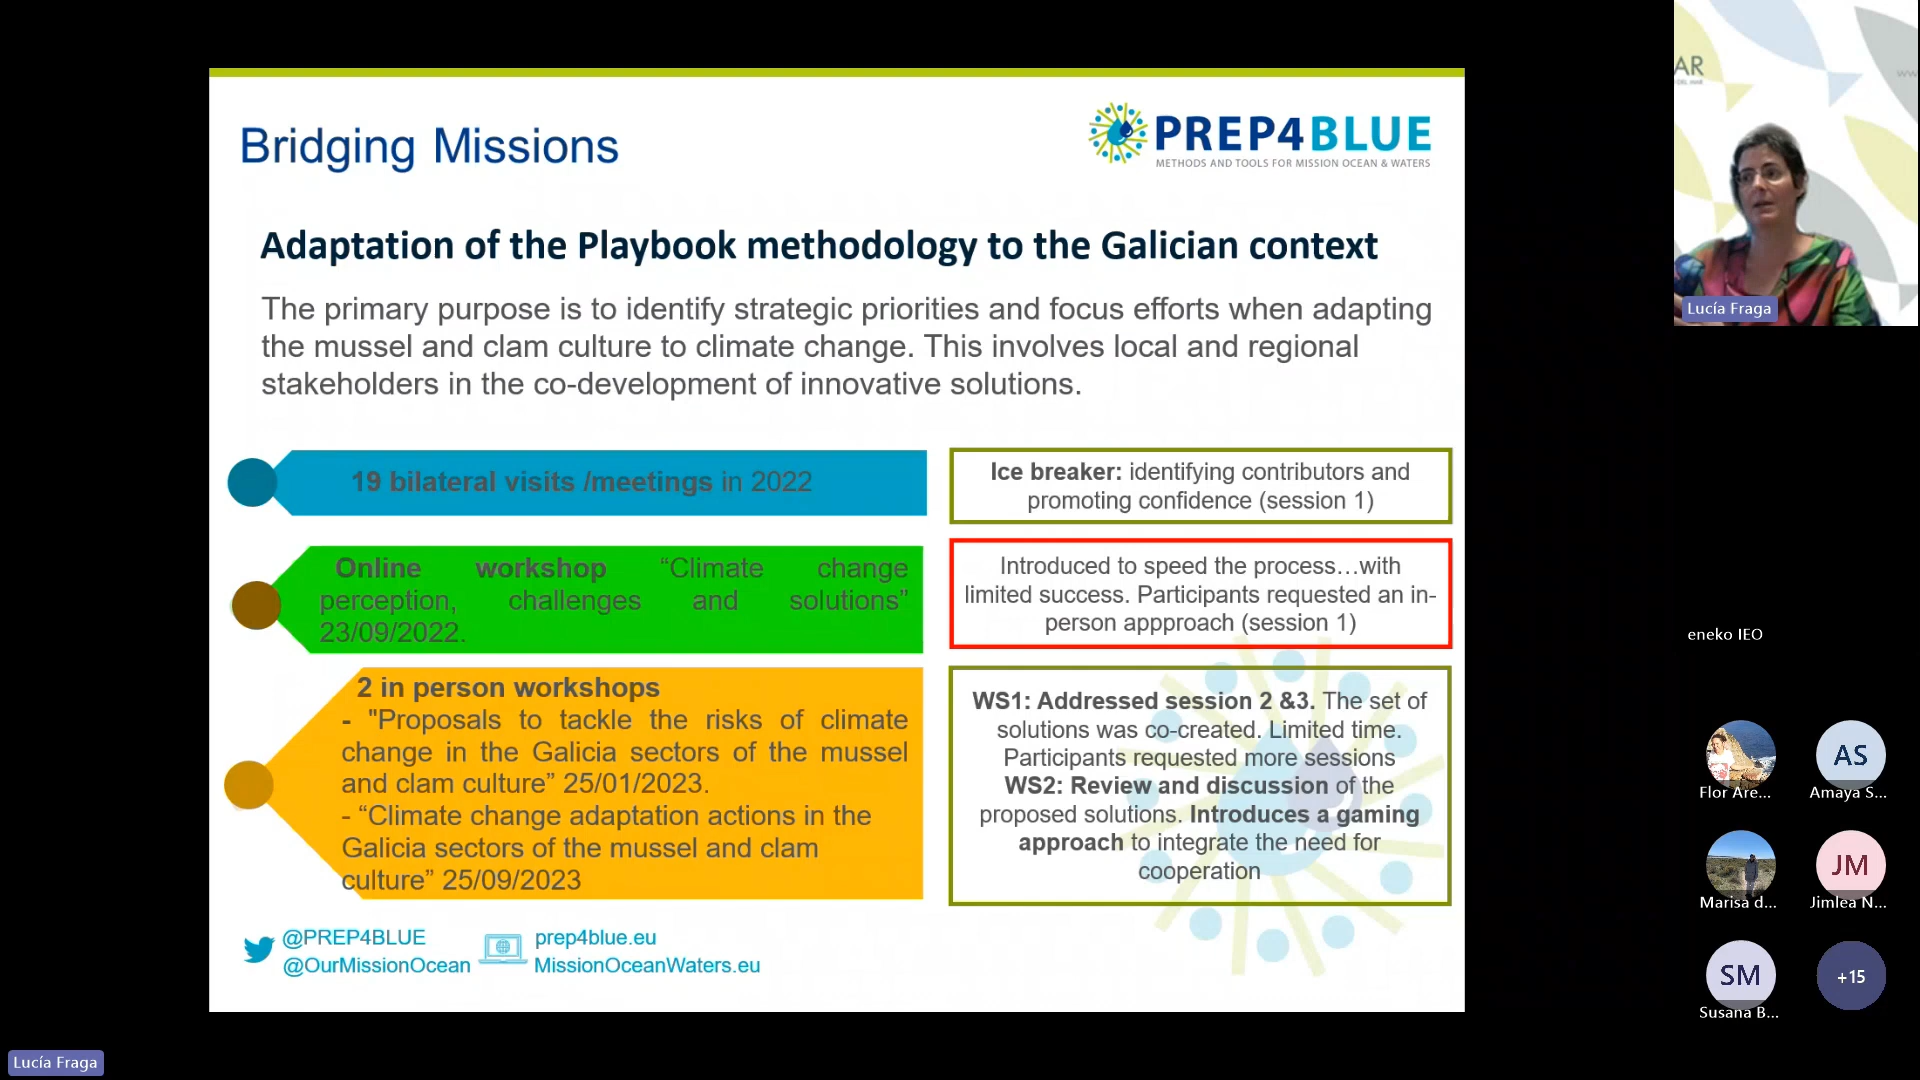 Bridging Missions
PREP4BLUE
METHODS AND TOOLS FOR MISSION OCEAN & WATERS
Adaptation of the Playbook methodology to the Galician context
The primary purpose is to identify strategic priorities and focus efforts when adapting
the mussel and clam culture to climate change. This involves local and regional
stakeholders in the co-development of innovative solutions.
19 bilateral visits /meetings in 2022
Ice breaker: identifying contributors and
promoting confidence (session 1)
Online workshop “Climate change
perception, challenges and solutions”
23/09/2022.
Introduced to speed the process…with
limited success. Participants requested an in-
person appproach (session 1)
2 in person workshops
- "Proposals to tackle the risks of climate
change in the Galicia sectors of the mussel
and clam culture” 25/01/2023.
- “Climate change adaptation actions in the
Galicia sectors of the mussel and clam
culture” 25/09/2023
WS1: Addressed session 2 &3. The set of
solutions was co-created. Limited time.
Participants requested more sessions
WS2: Review and discussion of the
proposed solutions. Introduces a gaming
approach to integrate the need for
cooperation
@PREP4BLUE
@OurMissionOcean
prep4blue.eu
MissionOceanWaters.eu
AR
DEL MAR
Lucía Fraga
eneko IEO
Flor Are...
AS
Amaya S...
Marisa d...
JM
Jimlea N...
SM
Susana B...
+15
Lucía Fraga